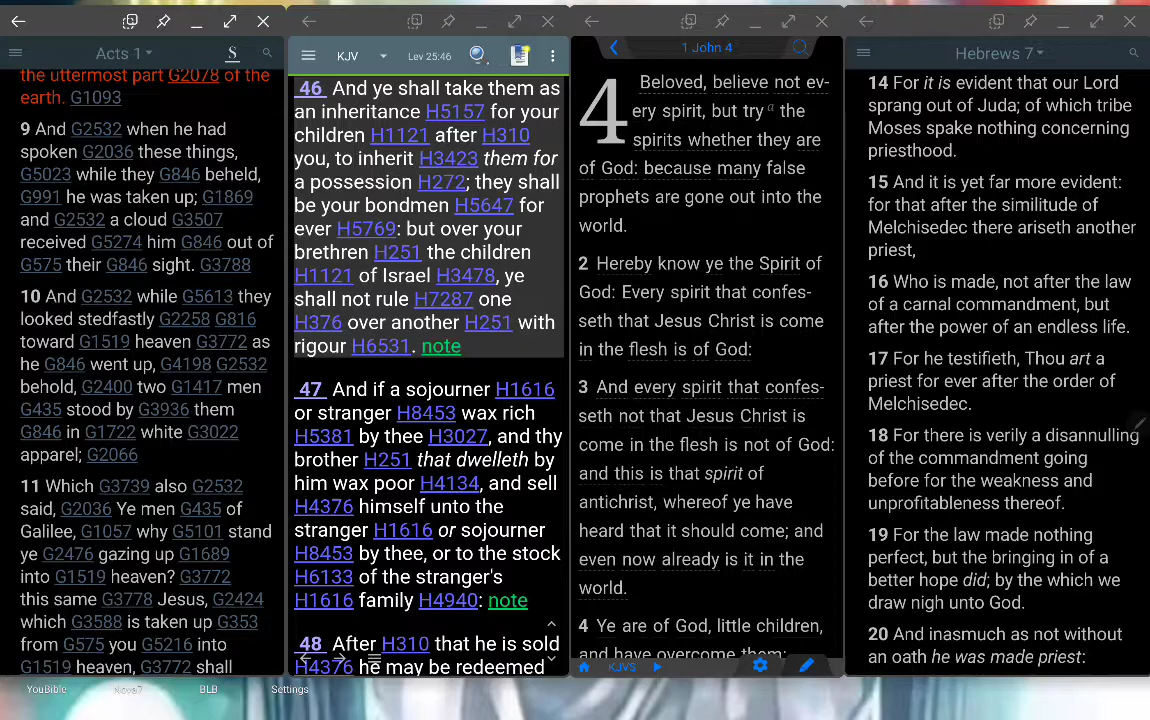 Acts 1
S
the uttermost part G2078 of the
earth. G1093
9 And G2532 when he had
spoken G2036 these things,
G5023 while they G846 beheld,
G991 he was taken up; G1869
and G2532 a cloud G3507
received G5274 him G846 out of
G575 their G846 sight. G3788
10 And G2532 while G5613 they
looked stedfastly G2258 G816
toward G1519 heaven G3772 as
he G846 went up, G4198 G2532
behold, G2400 two G1417 men
G435 stood by G3936 them
G846 in G1722 white G3022
apparel; G2066
11 Which G3739 also G2532
said, G2036 Ye men G435 of
Galilee, G1057 why G5101 stand
ye G2476 gazing up G1689
into G1519 heaven? G3772
this same G3778 Jesus, G2424
which G3588 is taken up G353
from G575 you G5216 into
G1519 heaven, G3772 shall
KJV
Lev 25:46
46 And ye shall take them as
an inheritance H5157 for your
children H1121 after H310
you, to inherit H3423 them for
a possession H272; they shall
be your bondmen H5647 for
ever H5769: but over your
brethren H251 the children
H1121 of Israel H3478, ye
shall not rule H7287 one
H376 over another H251 with
rigour H6531. note
47 And if a sojourner H1616
or stranger H8453 wax rich
H5381 by thee H3027, and thy
brother H251 that dwelleth by
him wax poor H4134, and sell
H4376 himself unto the
stranger H1616 or sojourner
H8453 by thee, or to the stock
H6133 of the stranger's
H1616 family H4940: note
48 After H310 that he is sold
H4376 he may be redeemed
1 John 4
4 Beloved, believe not ev-
ery spirit, but try a the
spirits whether they are
of God: because many false
prophets are gone out into the
world.
2 Hereby know ye the Spirit of
God: Every spirit that confes-
seth that Jesus Christ is come
in the flesh is of God:
3 And every spirit that confes-
seth not that Jesus Christ is
come in the flesh is not of God:
and this is that spirit of
antichrist, whereof ye have
heard that it should come; and
even now already is it in the
world.
4 Ye are of God, little children,
and have overcome them:
KJVS
Hebrews 7
14 For it is evident that our Lord
sprang out of Juda; of which tribe
Moses spake nothing concerning
priesthood.
15 And it is yet far more evident:
for that after the similitude of
Melchisedec there ariseth another
priest,
16 Who is made, not after the law
of a carnal commandment, but
after the power of an endless life.
17 For he testifieth, Thou art a
priest for ever after the order of
Melchisedec.
18 For there is verily a disannulling
of the commandment going
before for the weakness and
unprofitableness thereof.
19 For the law made nothing
perfect, but the bringing in of a
better hope did; by the which we
draw nigh unto God.
20 And inasmuch as not without
an oath he was made priest:
YouBible
Nova7
BLB
Settings